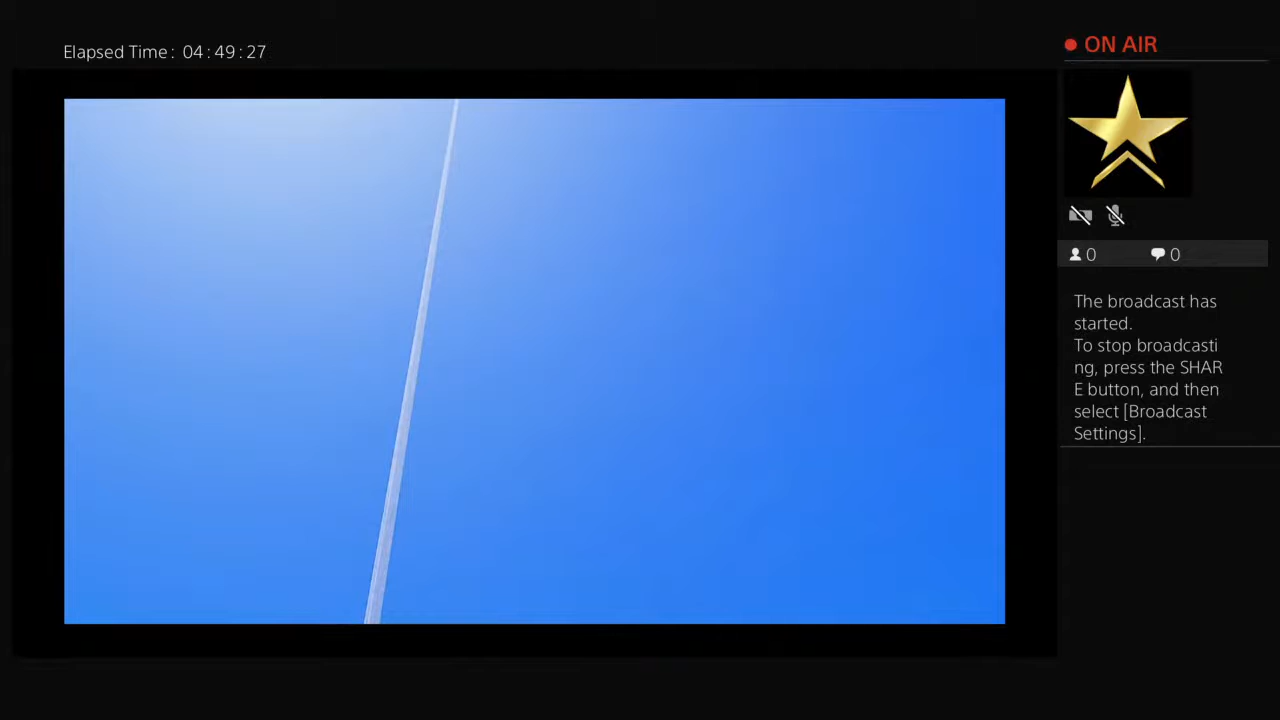 Elapsed Time: 04:49:27
ON AIR
0 0
The broadcast has
started.
To stop broadcasti
ng, press the SHAR
E button, and then
select [Broadcast
Settings].